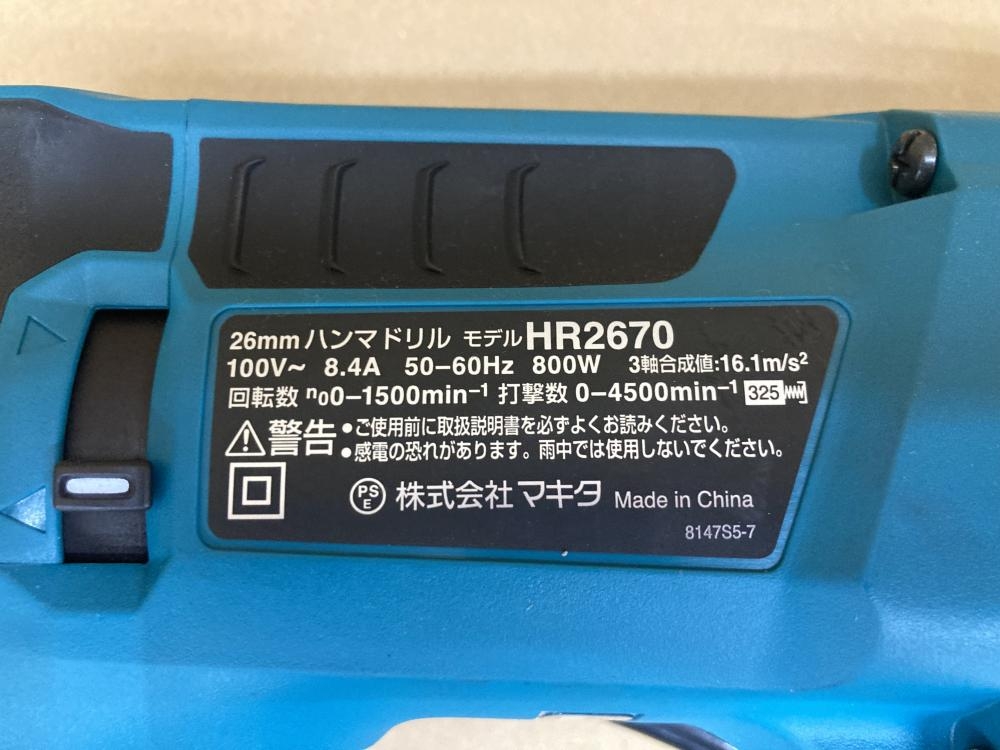 26mm ハンマドリル モデル HR2670
100V~ 8.4A 50-60Hz 800W 3軸合成値:16.1m/s²
回転数 n₀0-1500min⁻¹ 打撃数 0-4500min⁻¹ 325
警告 •ご使用前に取扱説明書を必ずよくお読みください。
•感電の恐れがあります。雨中では使用しないでください。
PSE 株式会社マキタ Made in China
8147S5-7